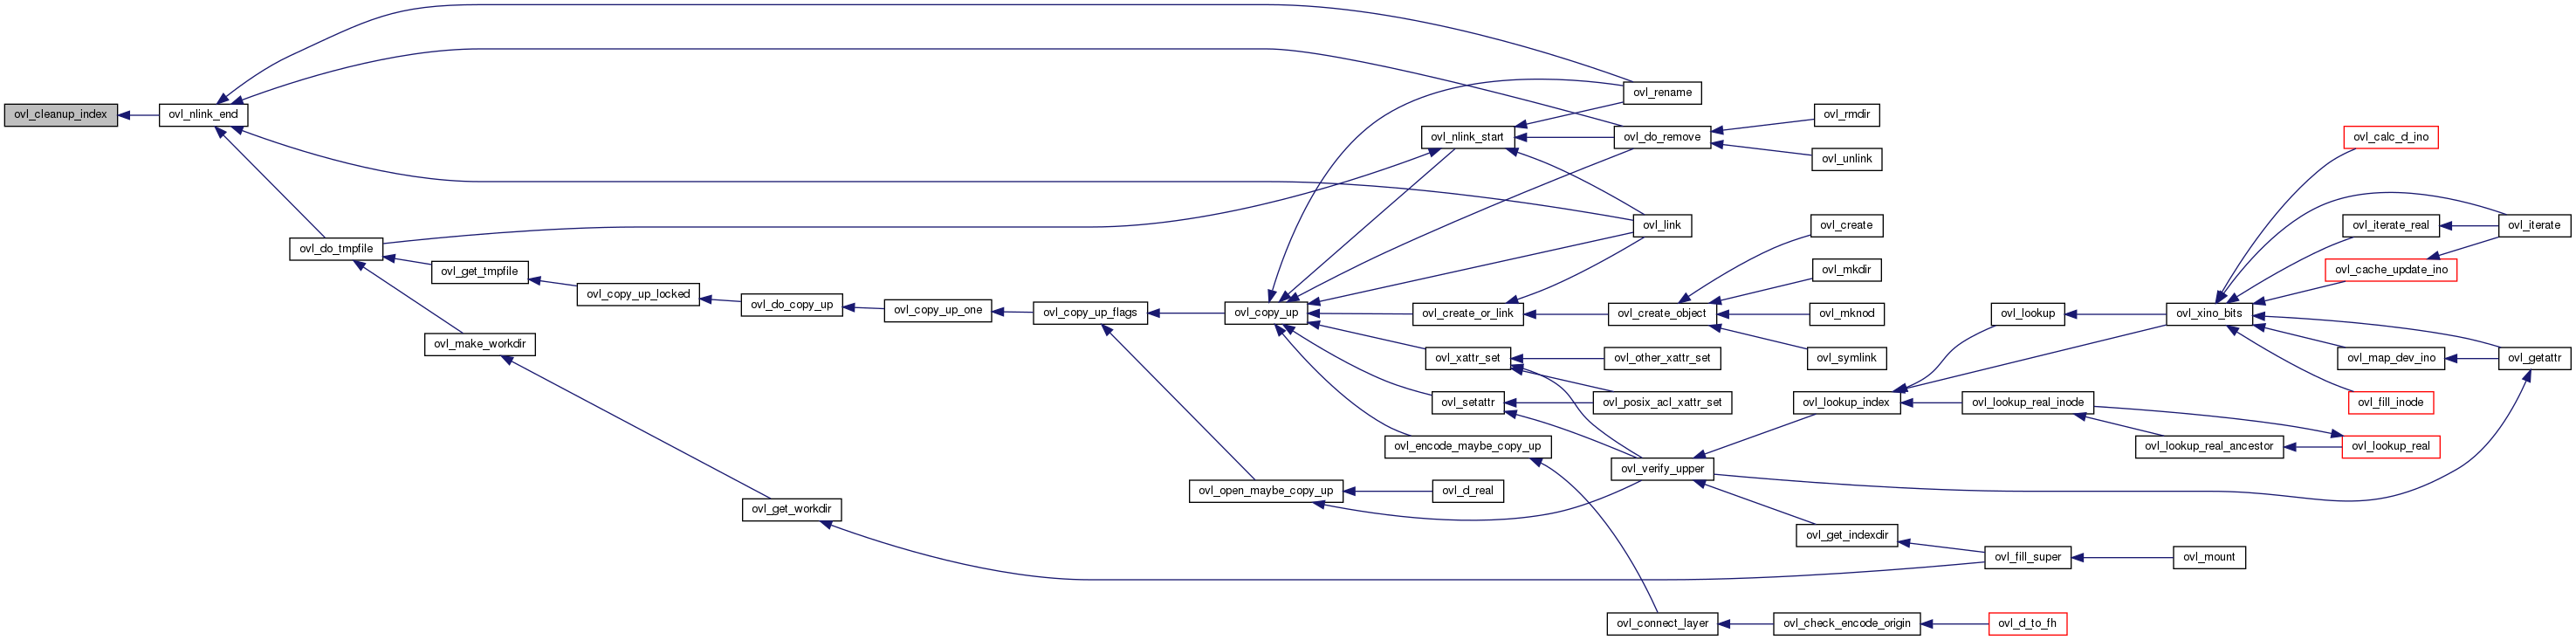 ovl_cleanup_index
ovl_nlink_end
ovl_do_tmpfile
ovl_get_tmpfile
ovl_make_workdir
ovl_copy_up_locked
ovl_do_copy_up
ovl_get_workdir
ovl_copy_up_one
ovl_copy_up_flags
ovl_copy_up
ovl_open_maybe_copy_up
ovl_nlink_start
ovl_create_or_link
ovl_xattr_set
ovl_setattr
ovl_encode_maybe_copy_up
ovl_d_real
ovl_rename
ovl_do_remove
ovl_link
ovl_create_object
ovl_other_xattr_set
ovl_posix_acl_xattr_set
ovl_verify_upper
ovl_connect_layer
ovl_rmdir
ovl_unlink
ovl_create
ovl_mkdir
ovl_mknod
ovl_symlink
ovl_lookup_index
ovl_get_indexdir
ovl_check_encode_origin
ovl_lookup
ovl_lookup_real_inode
ovl_fill_super
ovl_d_to_fh
ovl_xino_bits
ovl_lookup_real_ancestor
ovl_mount
ovl_calc_d_ino
ovl_iterate_real
ovl_cache_update_ino
ovl_map_dev_ino
ovl_fill_inode
ovl_lookup_real
ovl_iterate
ovl_getattr